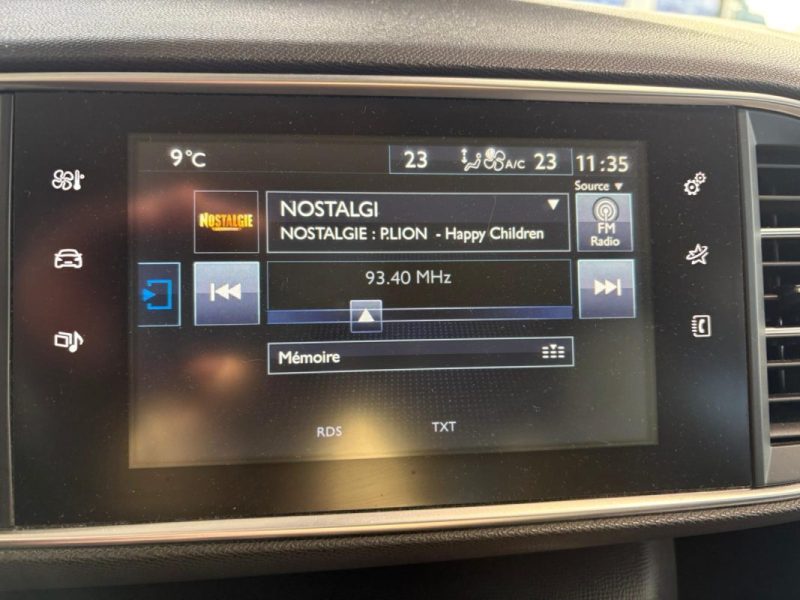 9°C
23 A/C 23
11:35
Source
NOSTALGIE
NOSTALGI
NOSTALGIE : P.LION - Happy Children
FM
Radio
93.40 MHz
Mémoire
RDS
TXT